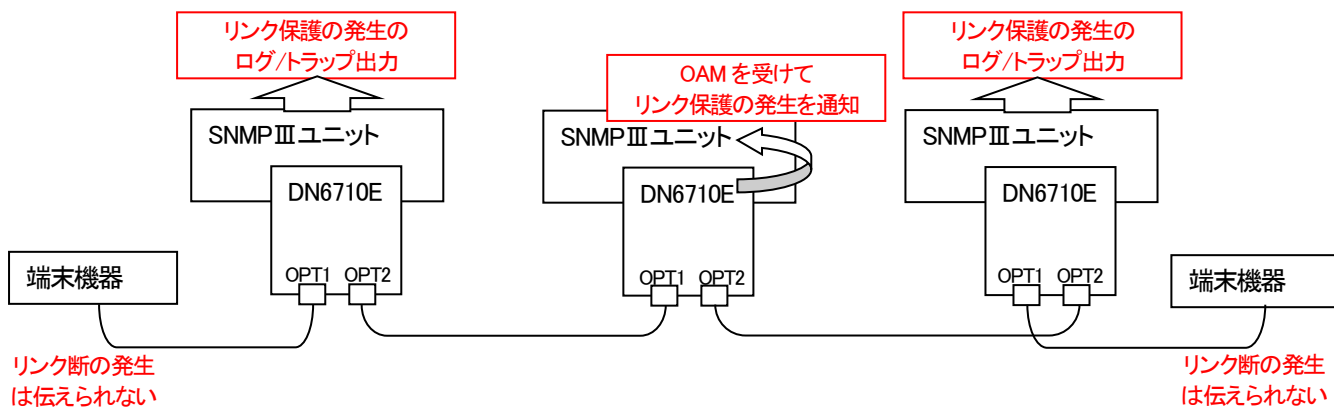 リンク保護の発生の
ログ/トラップ出力
OAM を受けて
リンク保護の発生を通知
リンク保護の発生の
ログ/トラップ出力
SNMPⅢユニット
SNMPⅢユニット
SNMPⅢユニット
DN6710E
DN6710E
DN6710E
端末機器
OPT1 OPT2
OPT1 OPT2
OPT1 OPT2
端末機器
リンク断の発生
は伝えられない
リンク断の発生
は伝えられない